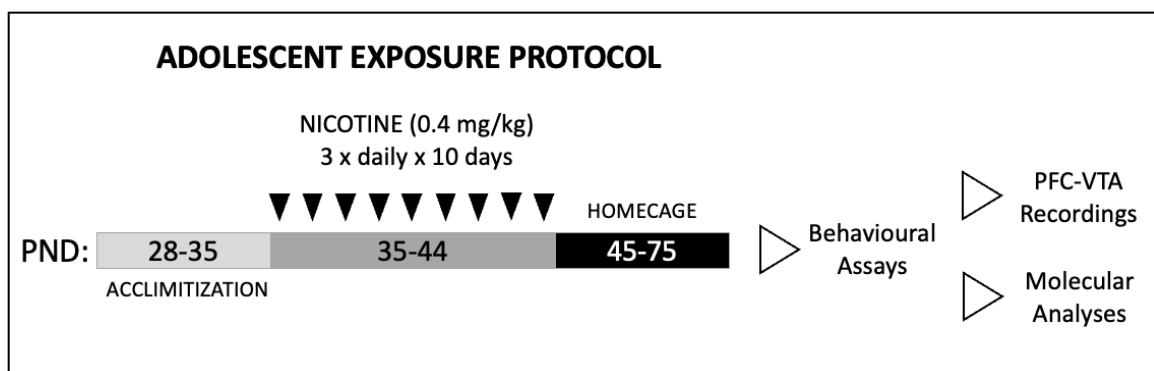 ADOLESCENT EXPOSURE PROTOCOL
NICOTINE (0.4 mg/kg)
3 x daily x 10 days
HOMECAGE
PND:
28-35
35-44
45-75
ACCLIMITIZATION
Behavioural
Assays
PFC-VTA
Recordings
Molecular
Analyses